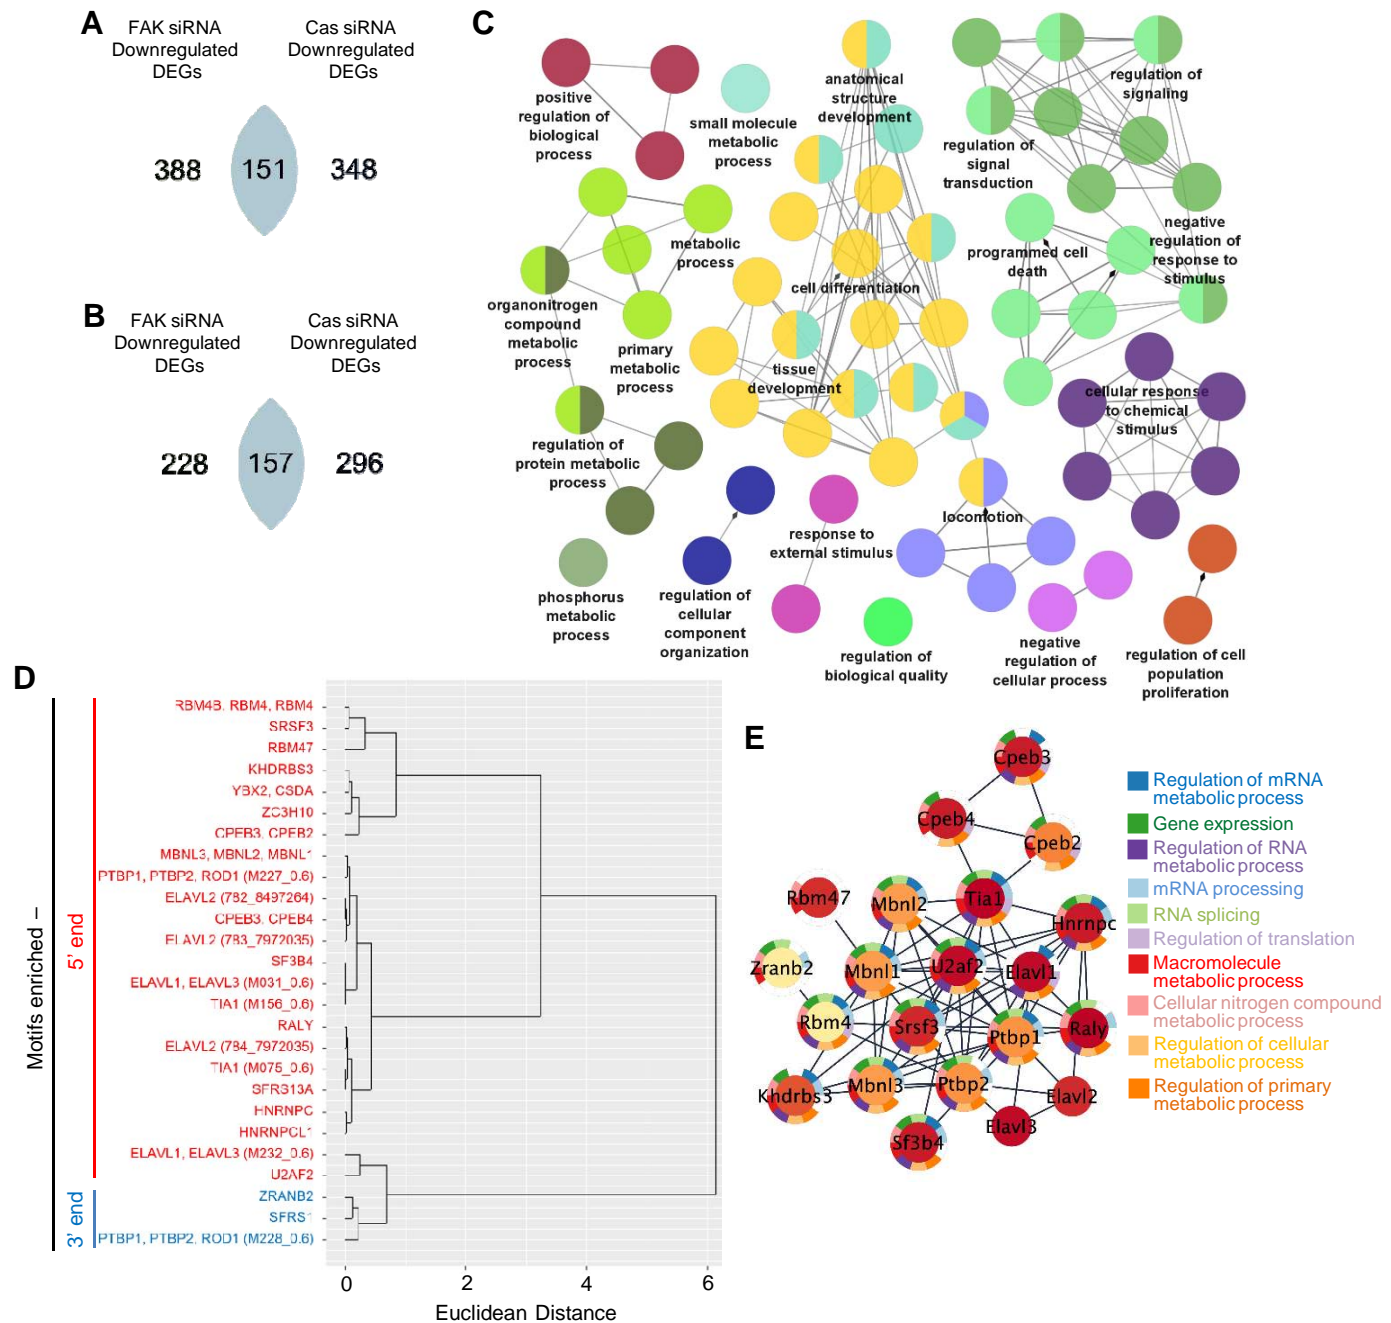 A
FAK siRNA
Downregulated
DEGs
Cas siRNA
Downregulated
DEGs
388
151
348
B
FAK siRNA
Downregulated
DEGs
Cas siRNA
Downregulated
DEGs
228
157
296
C
positive
regulation of
biological
process
small molecule
metabolic
process
anatomical
structure
development
regulation of
signaling
regulation of
signal
transduction
metabolic
process
organonitrogen
compound
metabolic
process
primary
metabolic
process
cell differentiation
tissue
development
programmed cell
death
negative
regulation of
response to
stimulus
cellular response
to chemical
stimulus
regulation of
protein metabolic
process
locomotion
response to
external stimulus
phosphorus
metabolic
process
regulation of
cellular
component
organization
regulation of
biological quality
negative
regulation of
cellular process
regulation of cell
population
proliferation
D
Motifs enriched –
5' end
3' end
RBM4B, RBM4, RBM4
SRSF3
RBM47
KHDRBS3
YBX2, CSDA
ZC3H10
CPEB3, CPEB2
MBNL3, MBNL2, MBNL1
PTBP1, PTBP2, ROD1 (M227_0.6)
ELAVL2 (782_8497264)
CPEB3, CPEB4
ELAVL2 (783_7972035)
SF3B4
ELAVL1, ELAVL3 (M031_0.6)
TIA1 (M156_0.6)
RALY
ELAVL2 (784_7972035)
TIA1 (M075_0.6)
SFRS13A
HNRNPC
HNRNPCL1
ELAVL1, ELAVL3 (M232_0.6)
U2AF2
ZRANB2
SFRS1
PTBP1, PTBP2, ROD1 (M228_0.6)
0
2
4
6
Euclidean Distance
E
Cpeb3
Cpeb4
Cpeb2
Rbm47
Mbnl2
Tia1
Hnrnpc
Zranb2
Mbnl1
U2af2
Elavl1
Rbm4
Srsf3
Ptbp1
Raly
Khdrbs3
Mbnl3
Ptbp2
Elavl2
Elavl3
Sf3b4
Regulation of mRNA
metabolic process
Gene expression
Regulation of RNA
metabolic process
mRNA processing
RNA splicing
Regulation of translation
Macromolecule
metabolic process
Cellular nitrogen compound
metabolic process
Regulation of cellular
metabolic process
Regulation of primary
metabolic process